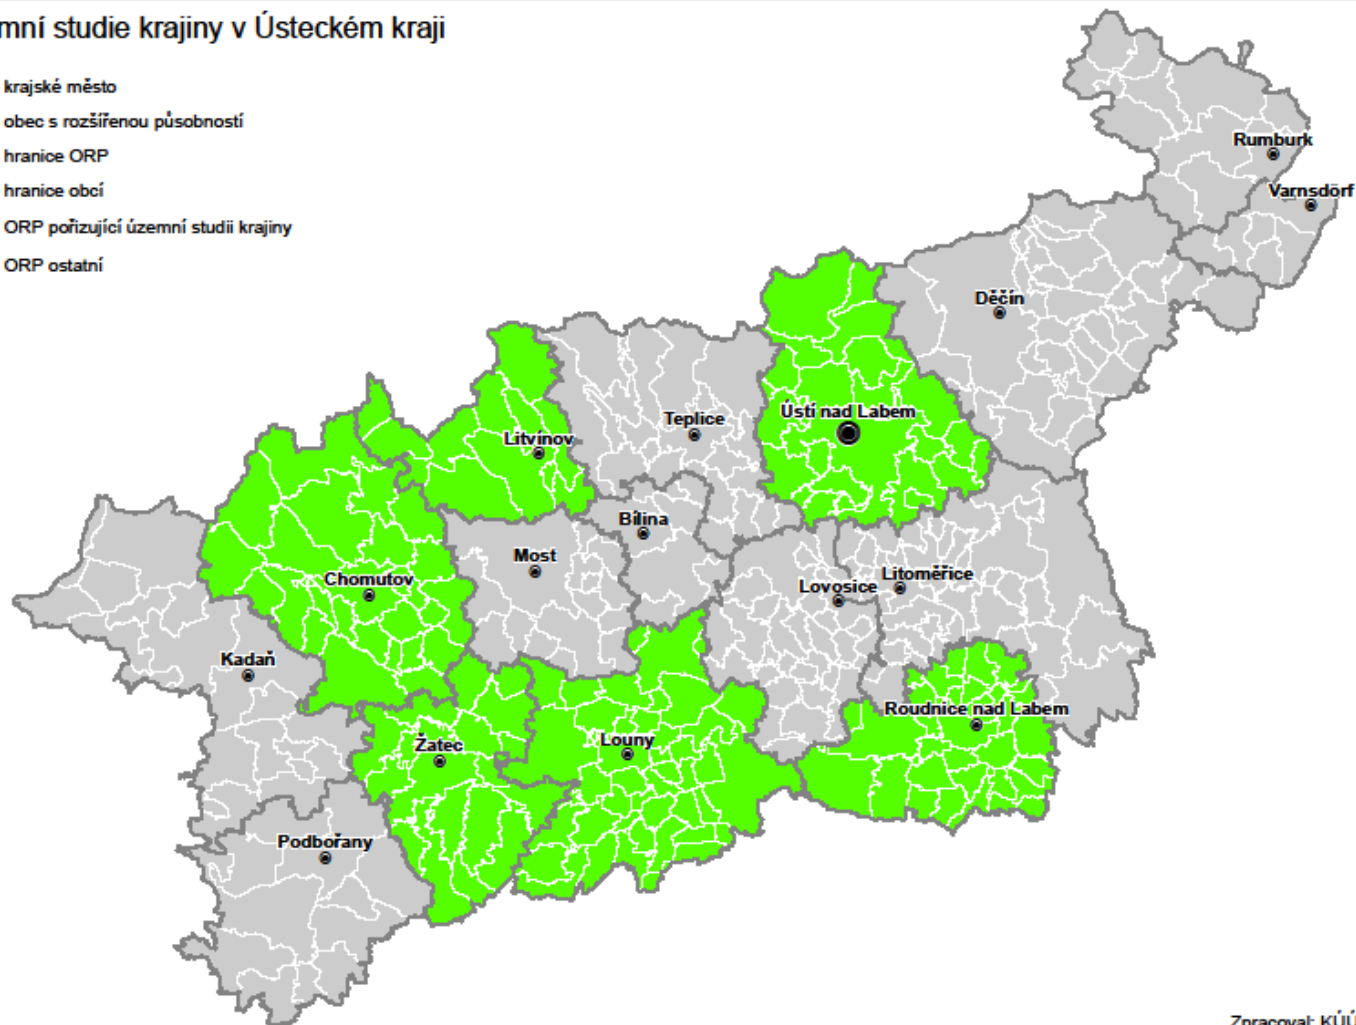 mní studie krajiny v Ústeckém kraji
krajské město
obec s rozšířenou působností
hranice ORP
hranice obcí
ORP pořizující územní studii krajiny
ORP ostatní
Rumburk
Varnsdörf
Děčín
Ústí nad Labem
Teplice
Litvínov
Bílina
Most
Chomutov
Lovosice
Litoměřice
Kadaň
Roudnice nad Labem
Žatec
Louny
Podbořany
Zpracoval: KÚÚ